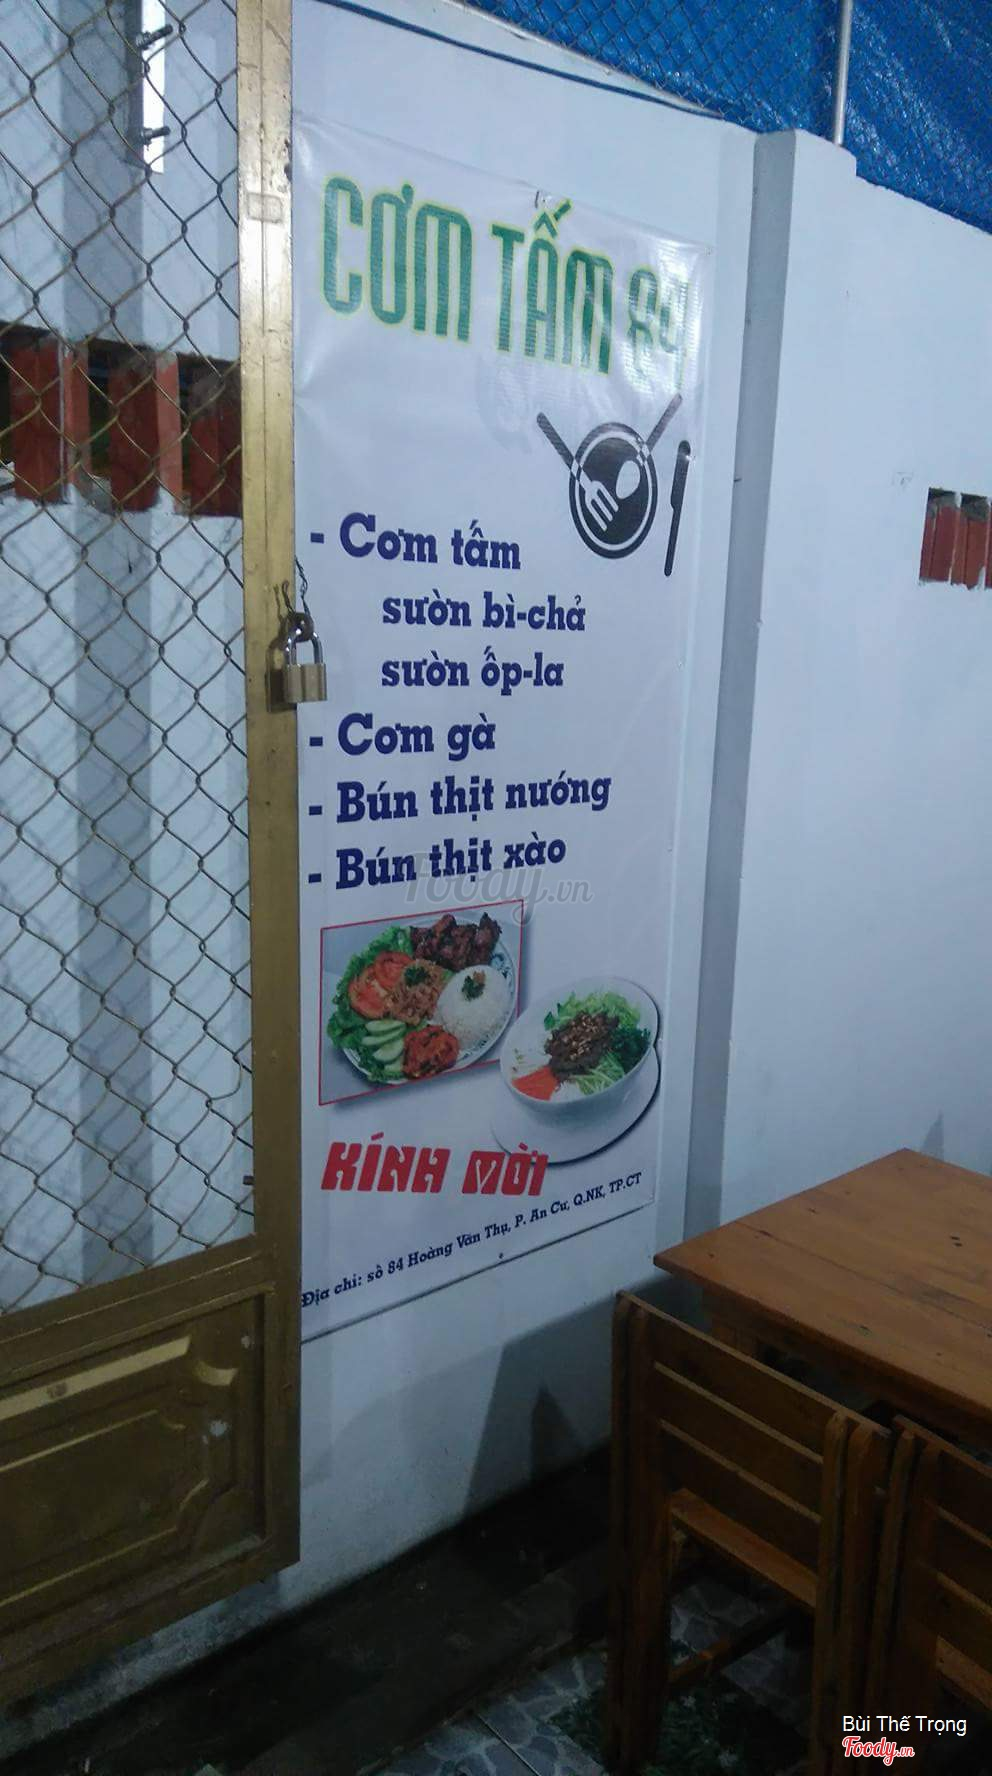 CƠM TẤM 84
- Cơm tấm
sườn bì-chả
sườn ốp-la
- Cơm gà
- Bún thịt nướng
- Bún thịt xào
Foody.vn
KÍNH MỜI
Địa chỉ: số 84 Hoàng Văn Thụ, P. An Cư, Q.NK, TP.CT
Bùi Thế Trọng
Foody.vn